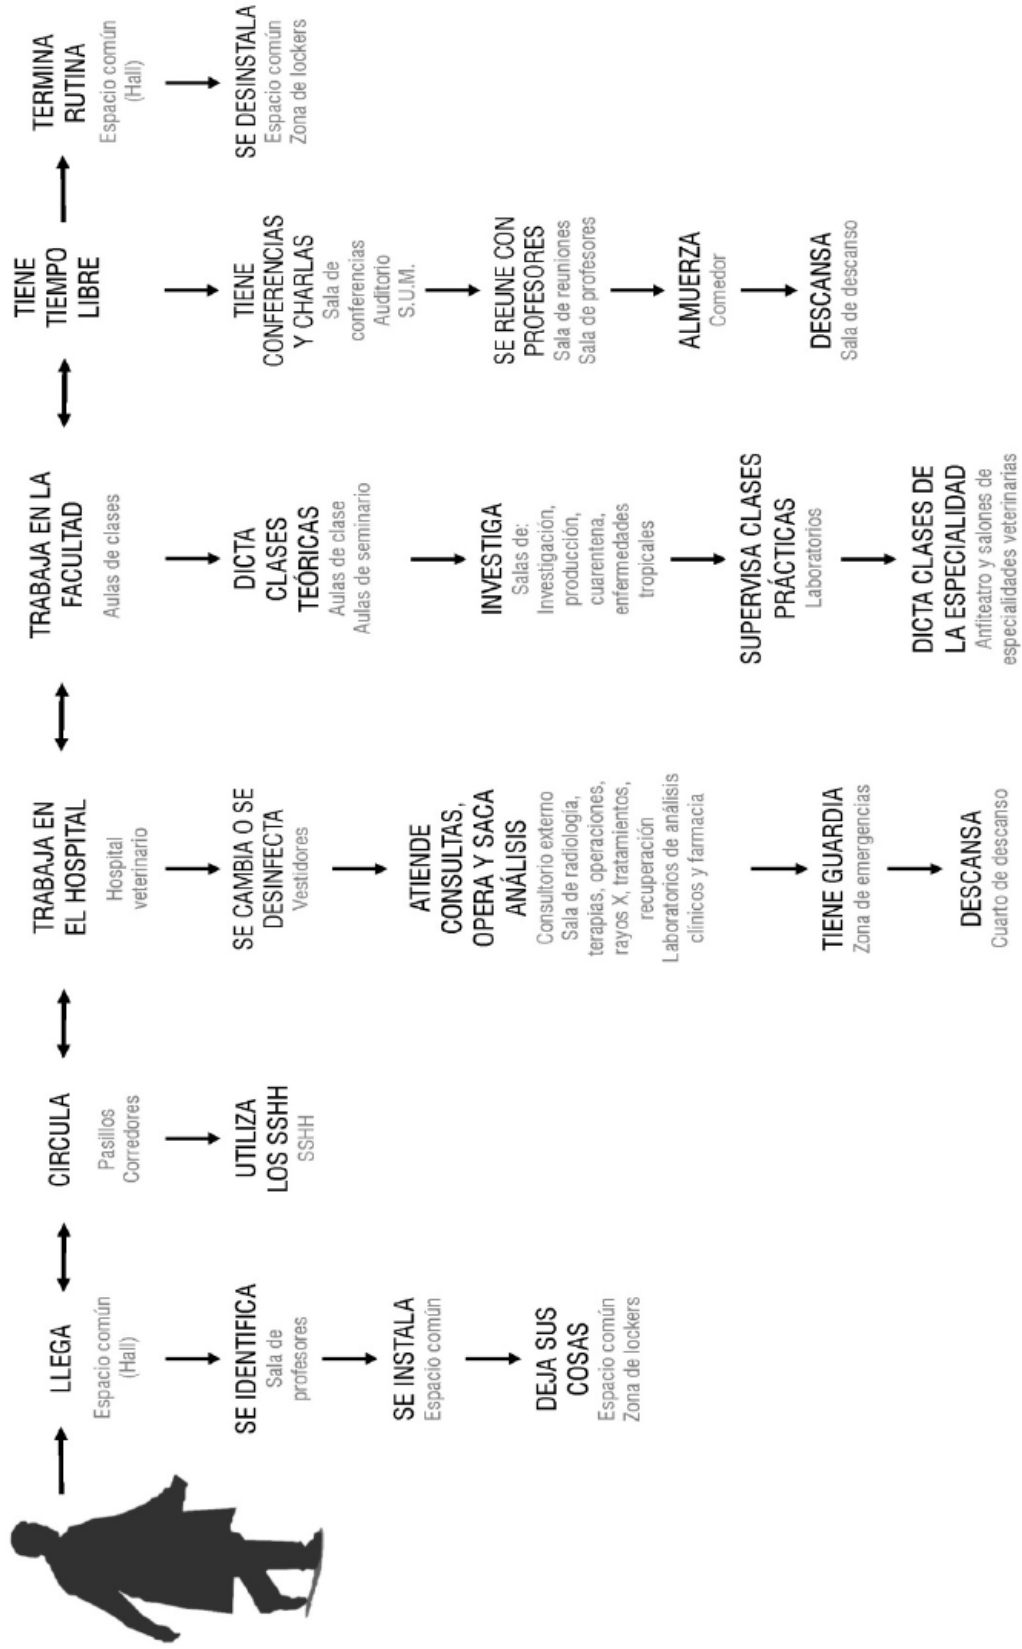 LLEGA
Espacio común
(Hall)
SE IDENTIFICA
Sala de
profesores
SE INSTALA
Espacio común
DEJA SUS
COSAS
Espacio común
Zona de lockers
CIRCULA
Pasillos
Corredores
UTILIZA
LOS SSHH
SSHH
TRABAJA EN
EL HOSPITAL
Hospital
veterinario
SE CAMBIA O SE
DESINFECTA
Vestidores
ATIENDE
CONSULTAS,
OPERA Y SACA
ANÁLISIS
Consultorio externo
Sala de radiología,
terapias, operaciones,
rayos X, tratamientos,
recuperación
Laboratorios de análisis
clínicos y farmacia
TIENE GUARDIA
Zona de emergencias
DESCANSA
Cuarto de descanso
TRABAJA EN LA
FACULTAD
Aulas de clases
DICTA
CLASES
TEÓRICAS
Aulas de clase
Aulas de seminario
INVESTIGA
Salas de:
Investigación,
producción,
cuarentena,
enfermedades
tropicales
SUPERVISA CLASES
PRÁCTICAS
Laboratorios
DICTA CLASES DE
LA ESPECIALIDAD
Anfiteatro y salones de
especialidades veterinarias
TIENE
TIEMPO
LIBRE
TIENE
CONFERENCIAS
Y CHARLAS
Sala de
conferencias
Auditorio
S.U.M.
SE REUNE CON
PROFESORES
Sala de reuniones
Sala de profesores
ALMUERZA
Comedor
DESCANSA
Sala de descanso
TERMINA
RUTINA
Espacio común
(Hall)
SE DESINSTALA
Espacio común
Zona de lockers